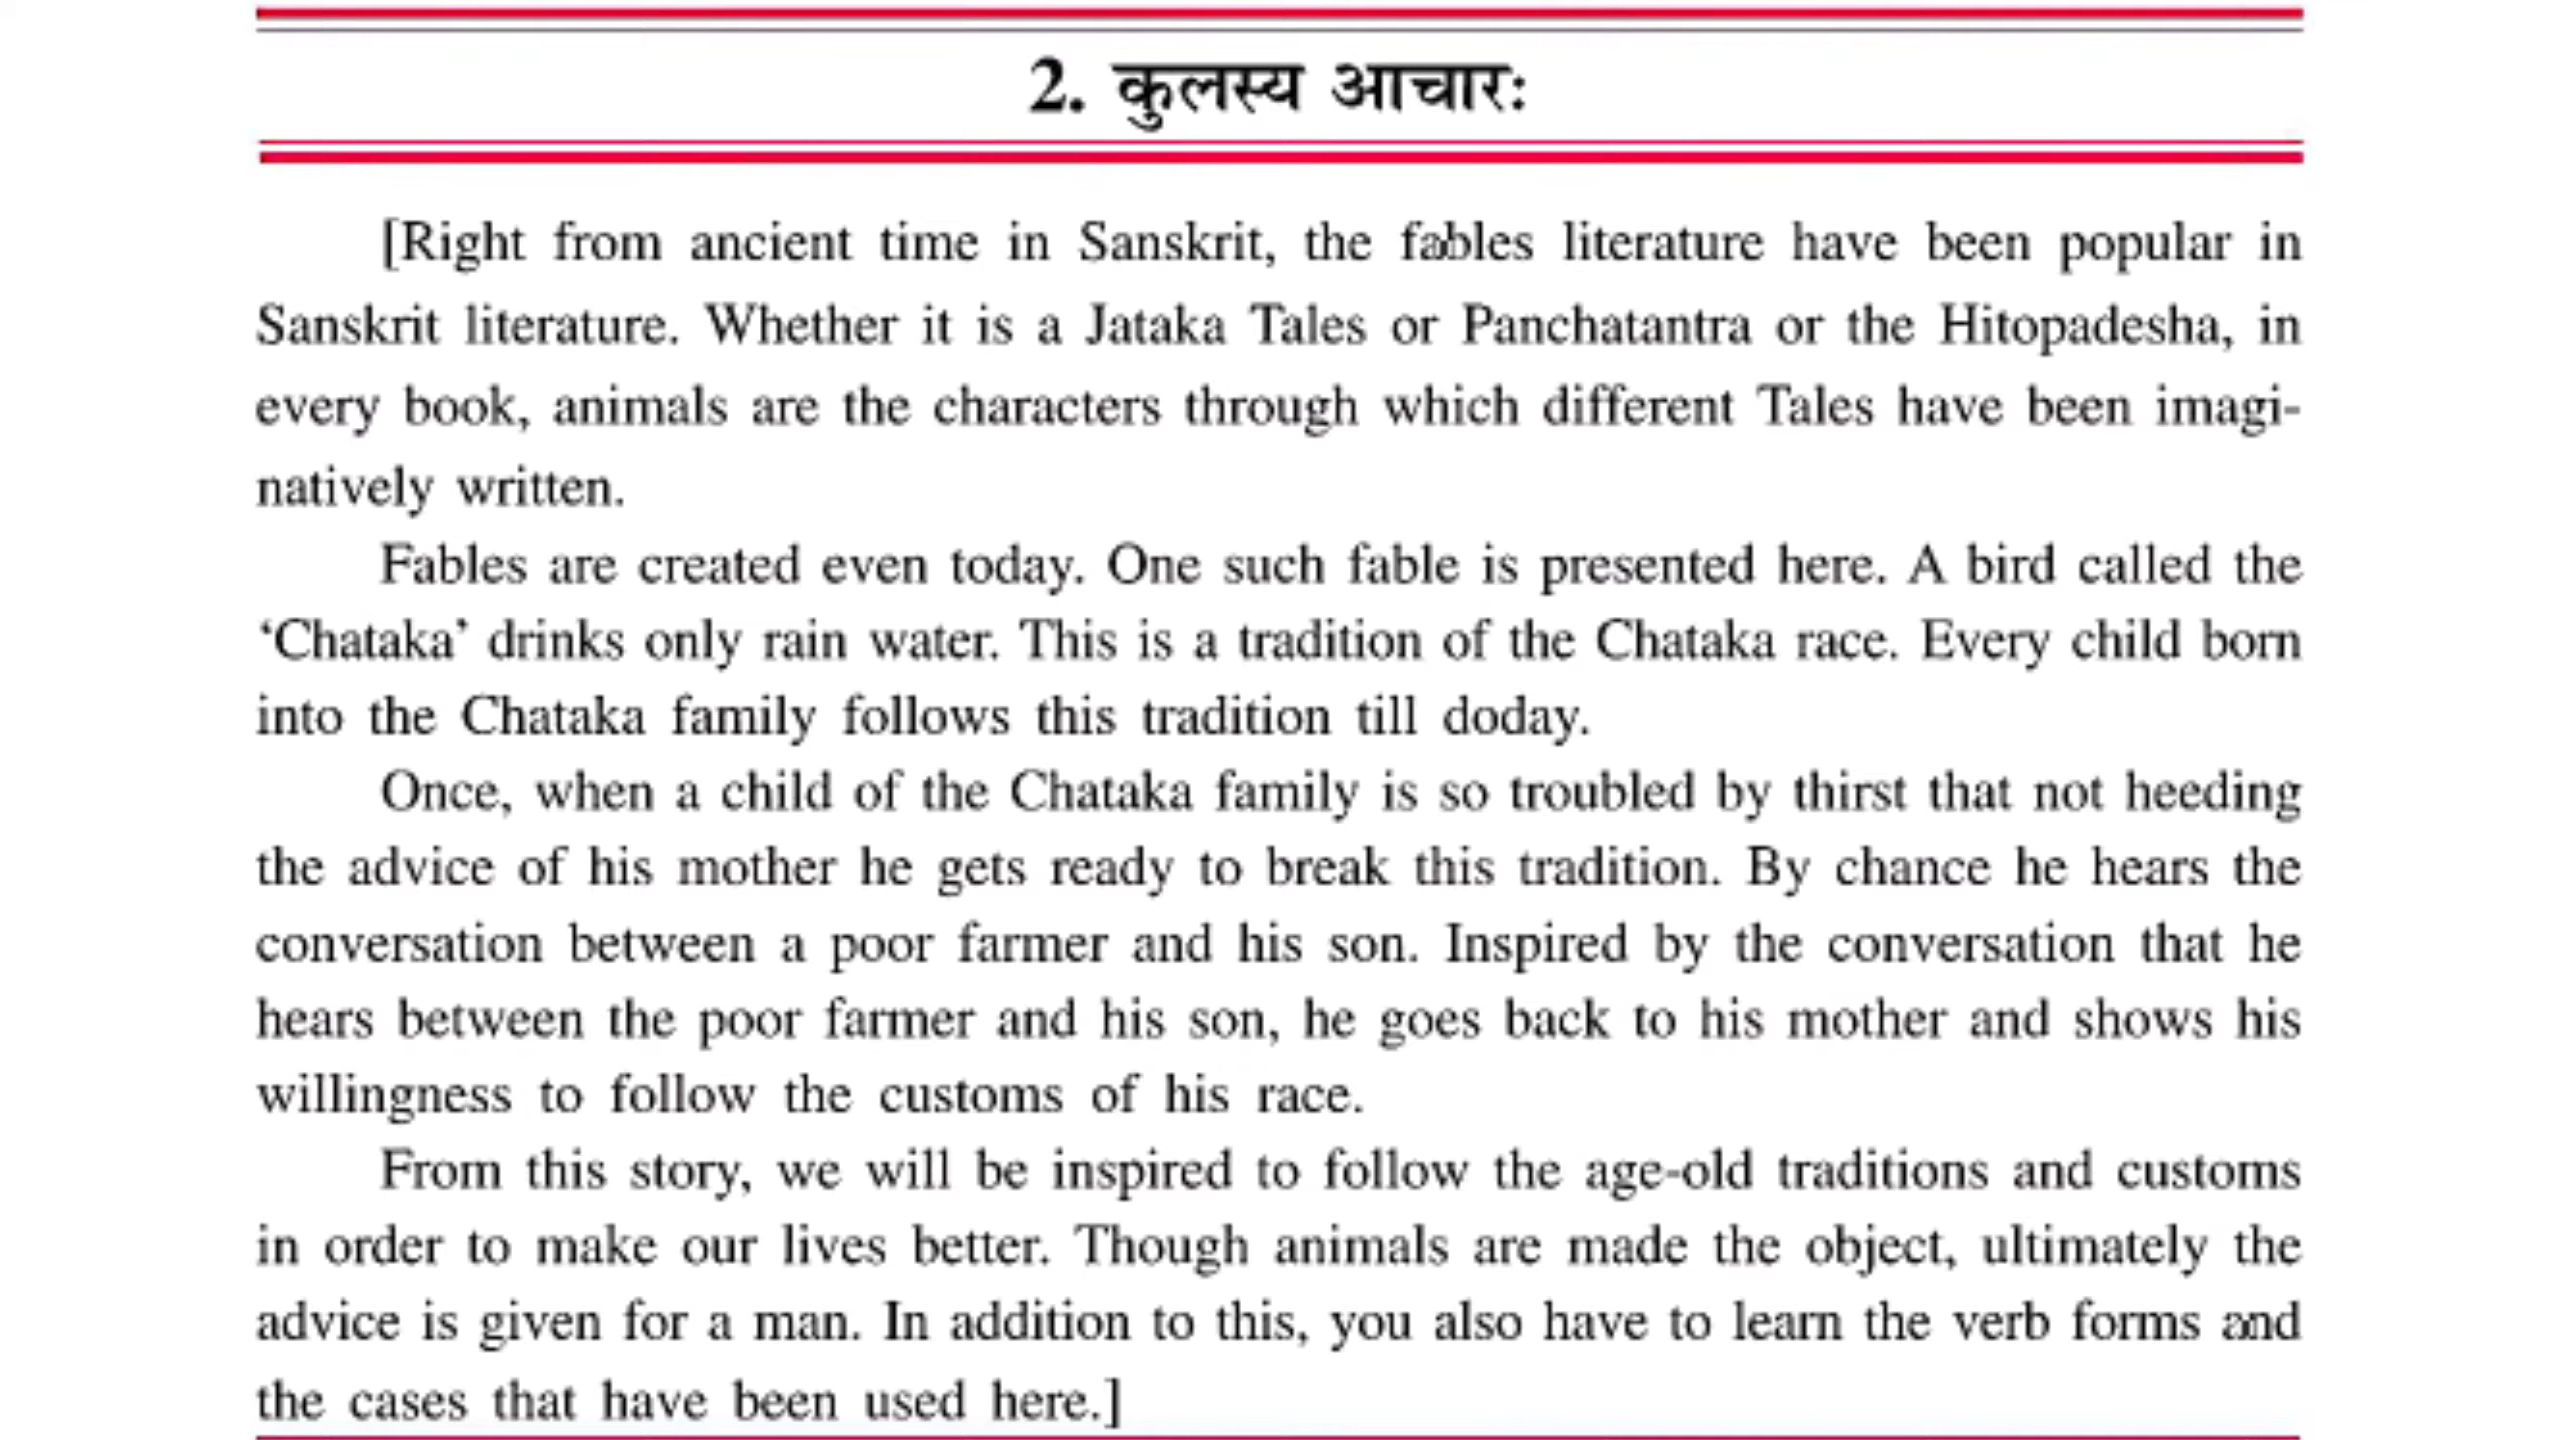 2. कुलस्य आचारः
[Right from ancient time in Sanskrit, the fables literature have been popular in
Sanskrit literature. Whether it is a Jataka Tales or Panchatantra or the Hitopadesha, in
every book, animals are the characters through which different Tales have been imagi-
natively written.
Fables are created even today. One such fable is presented here. A bird called the
‘Chataka’ drinks only rain water. This is a tradition of the Chataka race. Every child born
into the Chataka family follows this tradition till doday.
Once, when a child of the Chataka family is so troubled by thirst that not heeding
the advice of his mother he gets ready to break this tradition. By chance he hears the
conversation between a poor farmer and his son. Inspired by the conversation that he
hears between the poor farmer and his son, he goes back to his mother and shows his
willingness to follow the customs of his race.
From this story, we will be inspired to follow the age-old traditions and customs
in order to make our lives better. Though animals are made the object, ultimately the
advice is given for a man. In addition to this, you also have to learn the verb forms and
the cases that have been used here.]